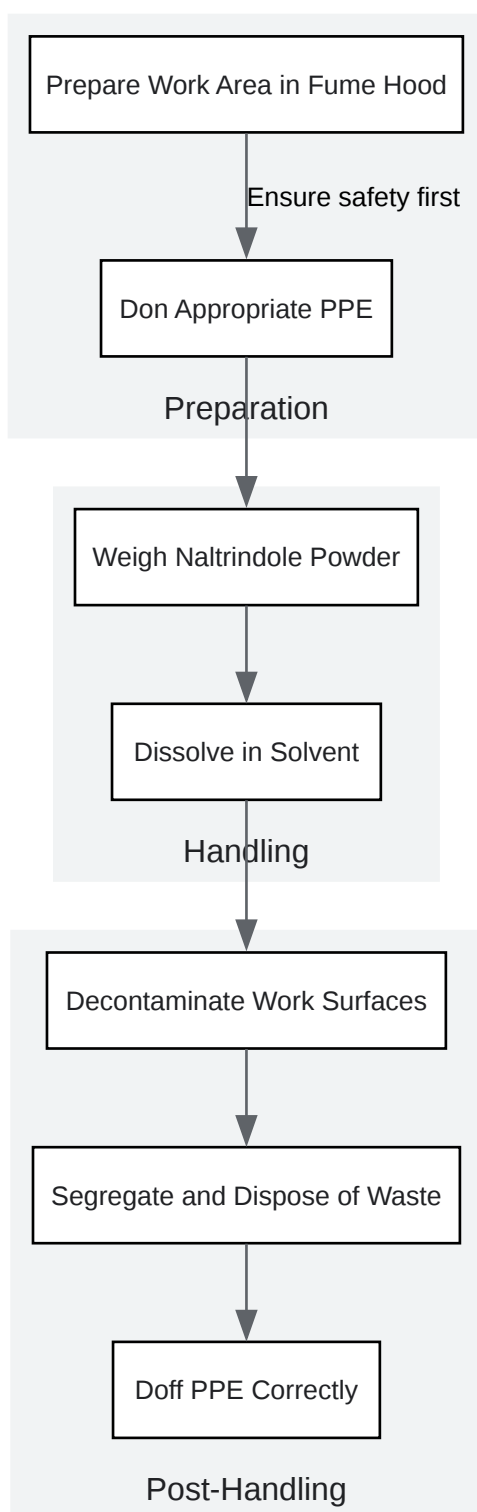 Prepare Work Area in Fume Hood
Ensure safety first
Don Appropriate PPE
Preparation
Weigh Naltrindole Powder
Dissolve in Solvent
Handling
Decontaminate Work Surfaces
Segregate and Dispose of Waste
Doff PPE Correctly
Post-Handling